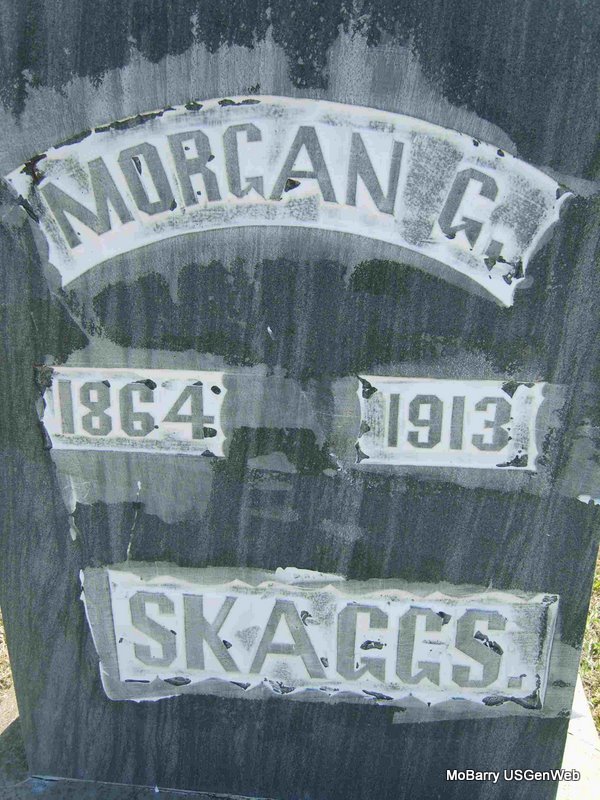 MORGAN G.
1864 1913
SKAGGS.
MoBarry USGenWeb